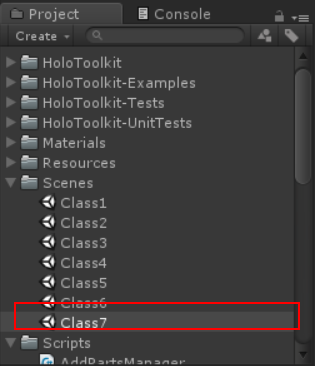 Project Console
Create
HoloToolkit
HoloToolkit-Examples
HoloToolkit-Tests
HoloToolkit-UnitTests
Materials
Resources
Scenes
Class1
Class2
Class3
Class4
Class5
Class6
Class7
Scripts
AddPartsManager